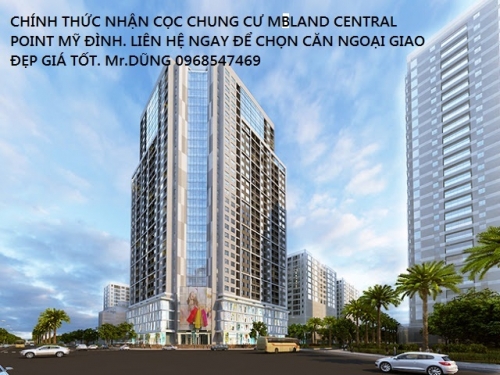 CHÍNH THỨC NHẬN CỌC CHUNG CƯ MBLAND CENTRAL
POINT MỸ ĐÌNH. LIÊN HỆ NGAY ĐỂ CHỌN CĂN NGOẠI GIAO
ĐẸP GIÁ TỐT. Mr.DŨNG 0968547469